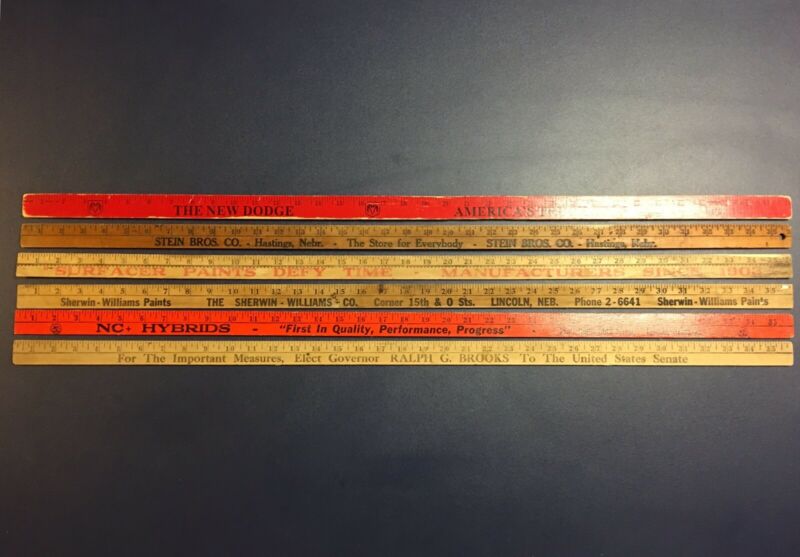 THE NEW DODGE AMERICA'S
STEIN BROS. CO. - Hastings, Nebr. - The Store for Everybody - STEIN BROS. CO. - Hastings, Nebr.
SURFACER PAINTS DEFY TIME MANUFACTURERS SINCE 1903
Sherwin-Williams Paints THE SHERWIN-WILLIAMS CO. Corner 15th & O Sts. LINCOLN, NEB. Phone 2-6641 Sherwin-Williams Paints
NC+ HYBRIDS - "First In Quality, Performance, Progress"
For The Important Measures, Elect Governor RALPH G. BROOKS To The United States Senate